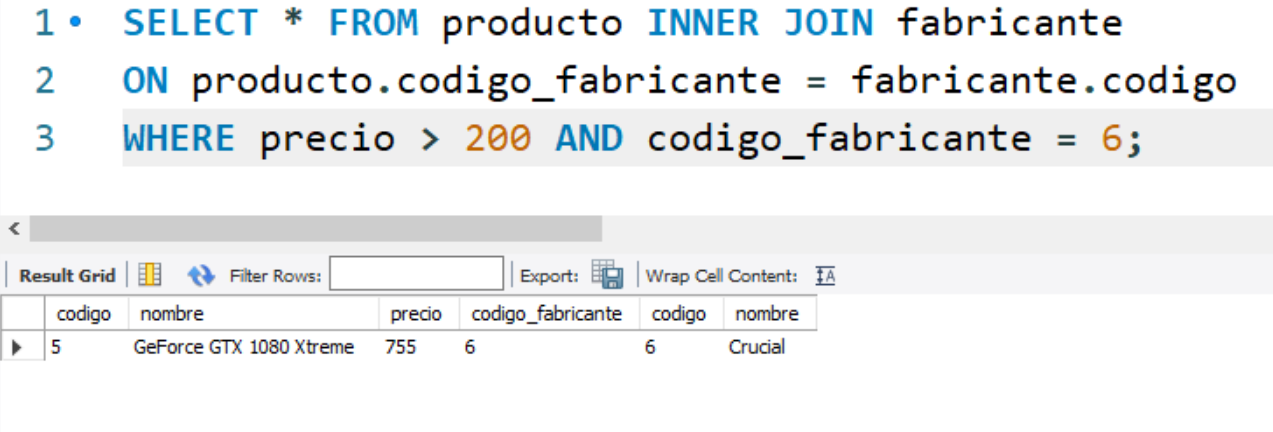 1 SELECT * FROM producto INNER JOIN fabricante
2 ON producto.codigo_fabricante = fabricante.codigo
3 WHERE precio > 200 AND codigo_fabricante = 6;
Result Grid Filter Rows: Export: Wrap Cell Content: IA
codigo nombre precio codigo_fabricante codigo nombre
5 GeForce GTX 1080 Xtreme 755 6 6 Crucial